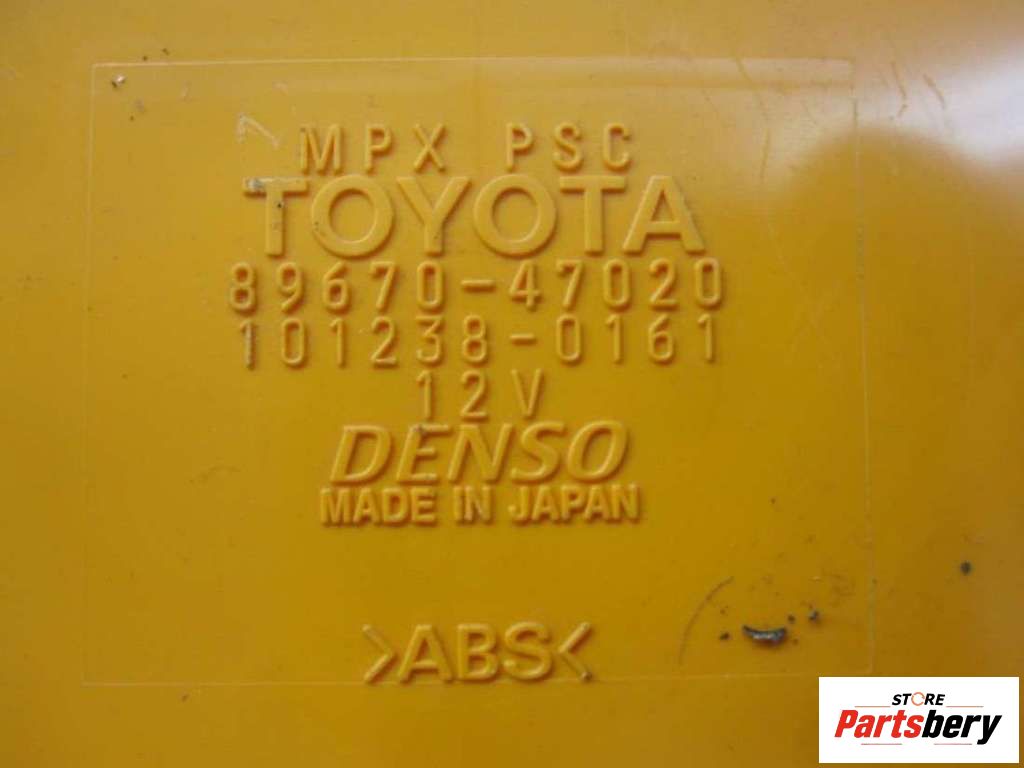 MPX PSC
TOYOTA
89670-47020
101238-0161
12V
DENSO
MADE IN JAPAN
>ABS<
STORE
Partsbery